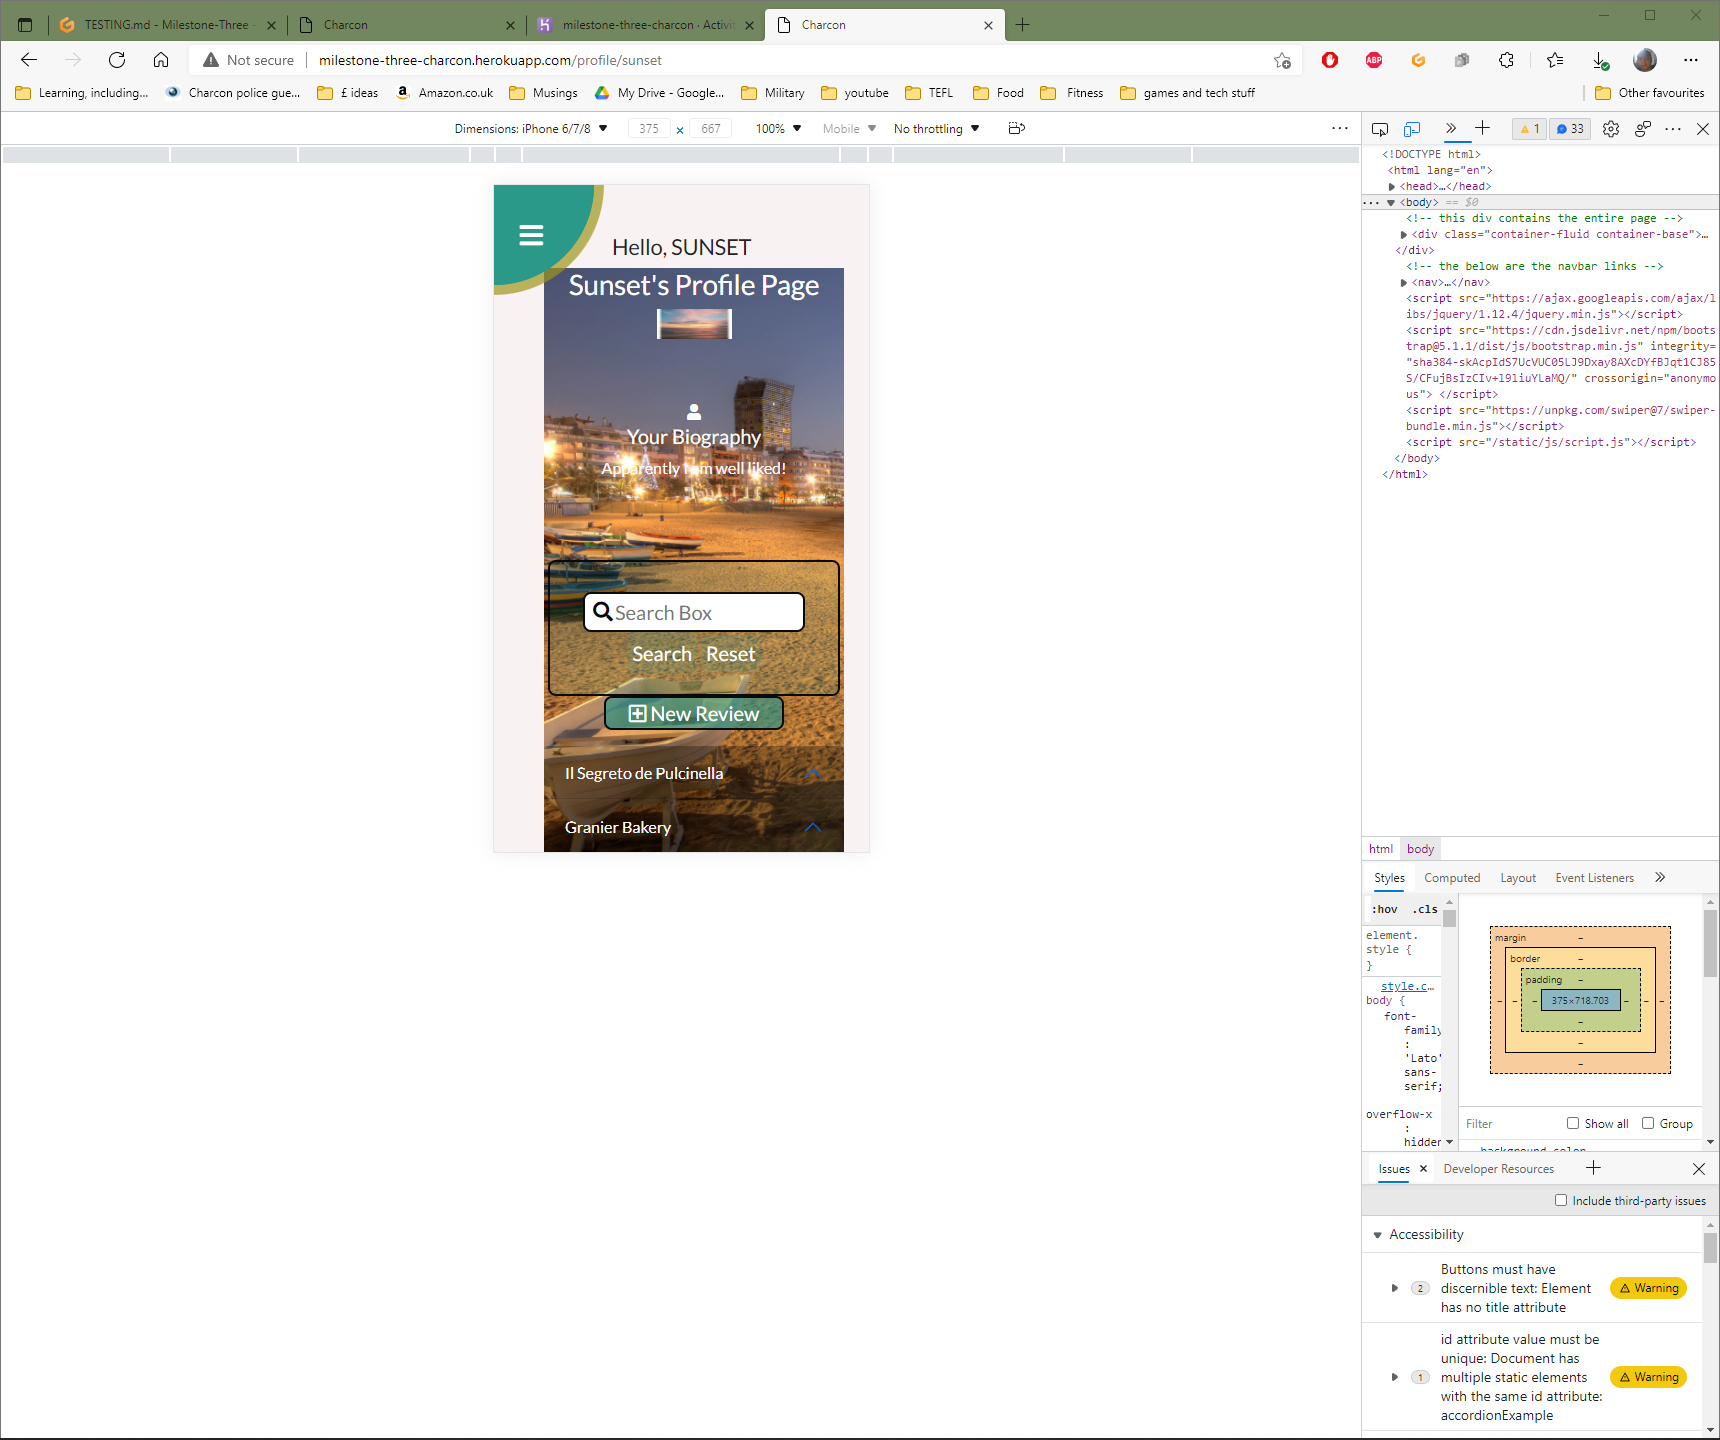 TESTING.md - Milestone-Three -
Charcon
milestone-three-charcon · Activit
Charcon
Not secure
milestone-three-charcon.herokuapp.com/profile/sunset
ABP
Learning, including...
Charcon police gue...
£ ideas
Amazon.co.uk
Musings
My Drive - Google...
Military
youtube
TEFL
Food
Fitness
games and tech stuff
Other favourites
Dimensions: iPhone 6/7/8
375
x
667
100%
Mobile
No throttling
1
33
Hello, SUNSET
Sunset's Profile Page
Your Biography
Apparently I am well liked!
Search Box
Search Reset
New Review
Il Segreto de Pulcinella
Granier Bakery
<!DOCTYPE html>
<html lang="en">
<head>…</head>
<body> == $0
<!-- this div contains the entire page -->
<div class="container-fluid container-base">…
</div>
<!-- the below are the navbar links -->
<nav>…</nav>
<script src="https://ajax.googleapis.com/ajax/l
ibs/jquery/1.12.4/jquery.min.js"></script>
<script src="https://cdn.jsdelivr.net/npm/boots
trap@5.1.1/dist/js/bootstrap.min.js" integrity=
"sha384-skAcpIdS7UcVUC05LJ9Dxay8AXcDYfBJqt1CJ85
S/CFujBsIzCIv+l9liuYLaMQ/" crossorigin="anonymo
us"> </script>
<script src="https://unpkg.com/swiper@7/swiper-
bundle.min.js"></script>
<script src="/static/js/script.js"></script>
</body>
</html>
html body
Styles
Computed
Layout
Event Listeners
:hov .cls
element.
style {
}
style.c…
body {
font-
family
:
'Lato'
sans-
serif;
overflow-x
:
hidden
margin
border
padding
375×718.703
Filter
Show all
Group
background-color
Issues
Developer Resources
Include third-party issues
Accessibility
2
Buttons must have
discernible text: Element
has no title attribute
Warning
1
id attribute value must be
unique: Document has
multiple static elements
with the same id attribute:
accordionExample
Warning